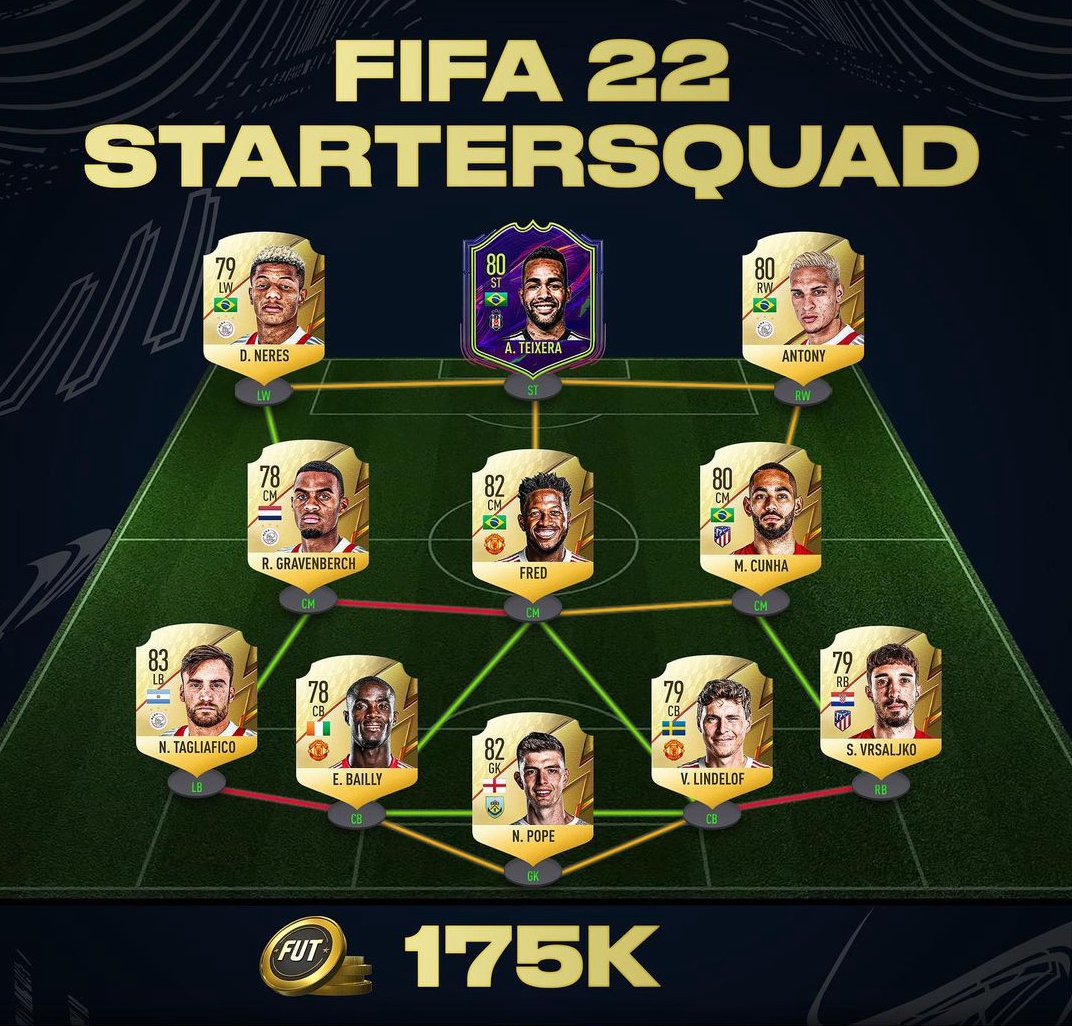 FIFA 22
STARTERSQUAD
79
LW
D. NERES
80
ST
A. TEIXERA
80
RW
ANTONY
LW
ST
RW
78
CM
R. GRAVENBERCH
82
CM
FRED
80
CM
M. CUNHA
CM
CM
CM
83
LB
N. TAGLIAFICO
78
CB
E. BAILLY
82
GK
N. POPE
79
CB
V. LINDELOF
79
RB
S. VRSALJKO
LB
CB
GK
CB
RB
FUT
175K